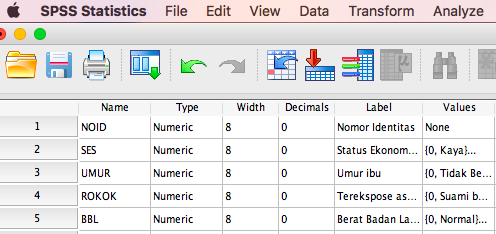 SPSS Statistics File Edit View Data Transform Analyze
Name Type Width Decimals Label Values
1 NOID Numeric 8 0 Nomor Identitas None
2 SES Numeric 8 0 Status Ekonom... {0, Kaya}...
3 UMUR Numeric 8 0 Umur ibu {0, Tidak Be...
4 ROKOK Numeric 8 0 Terekspose as... {0, Suami b...
5 BBL Numeric 8 0 Berat Badan La... {0, Normal}...